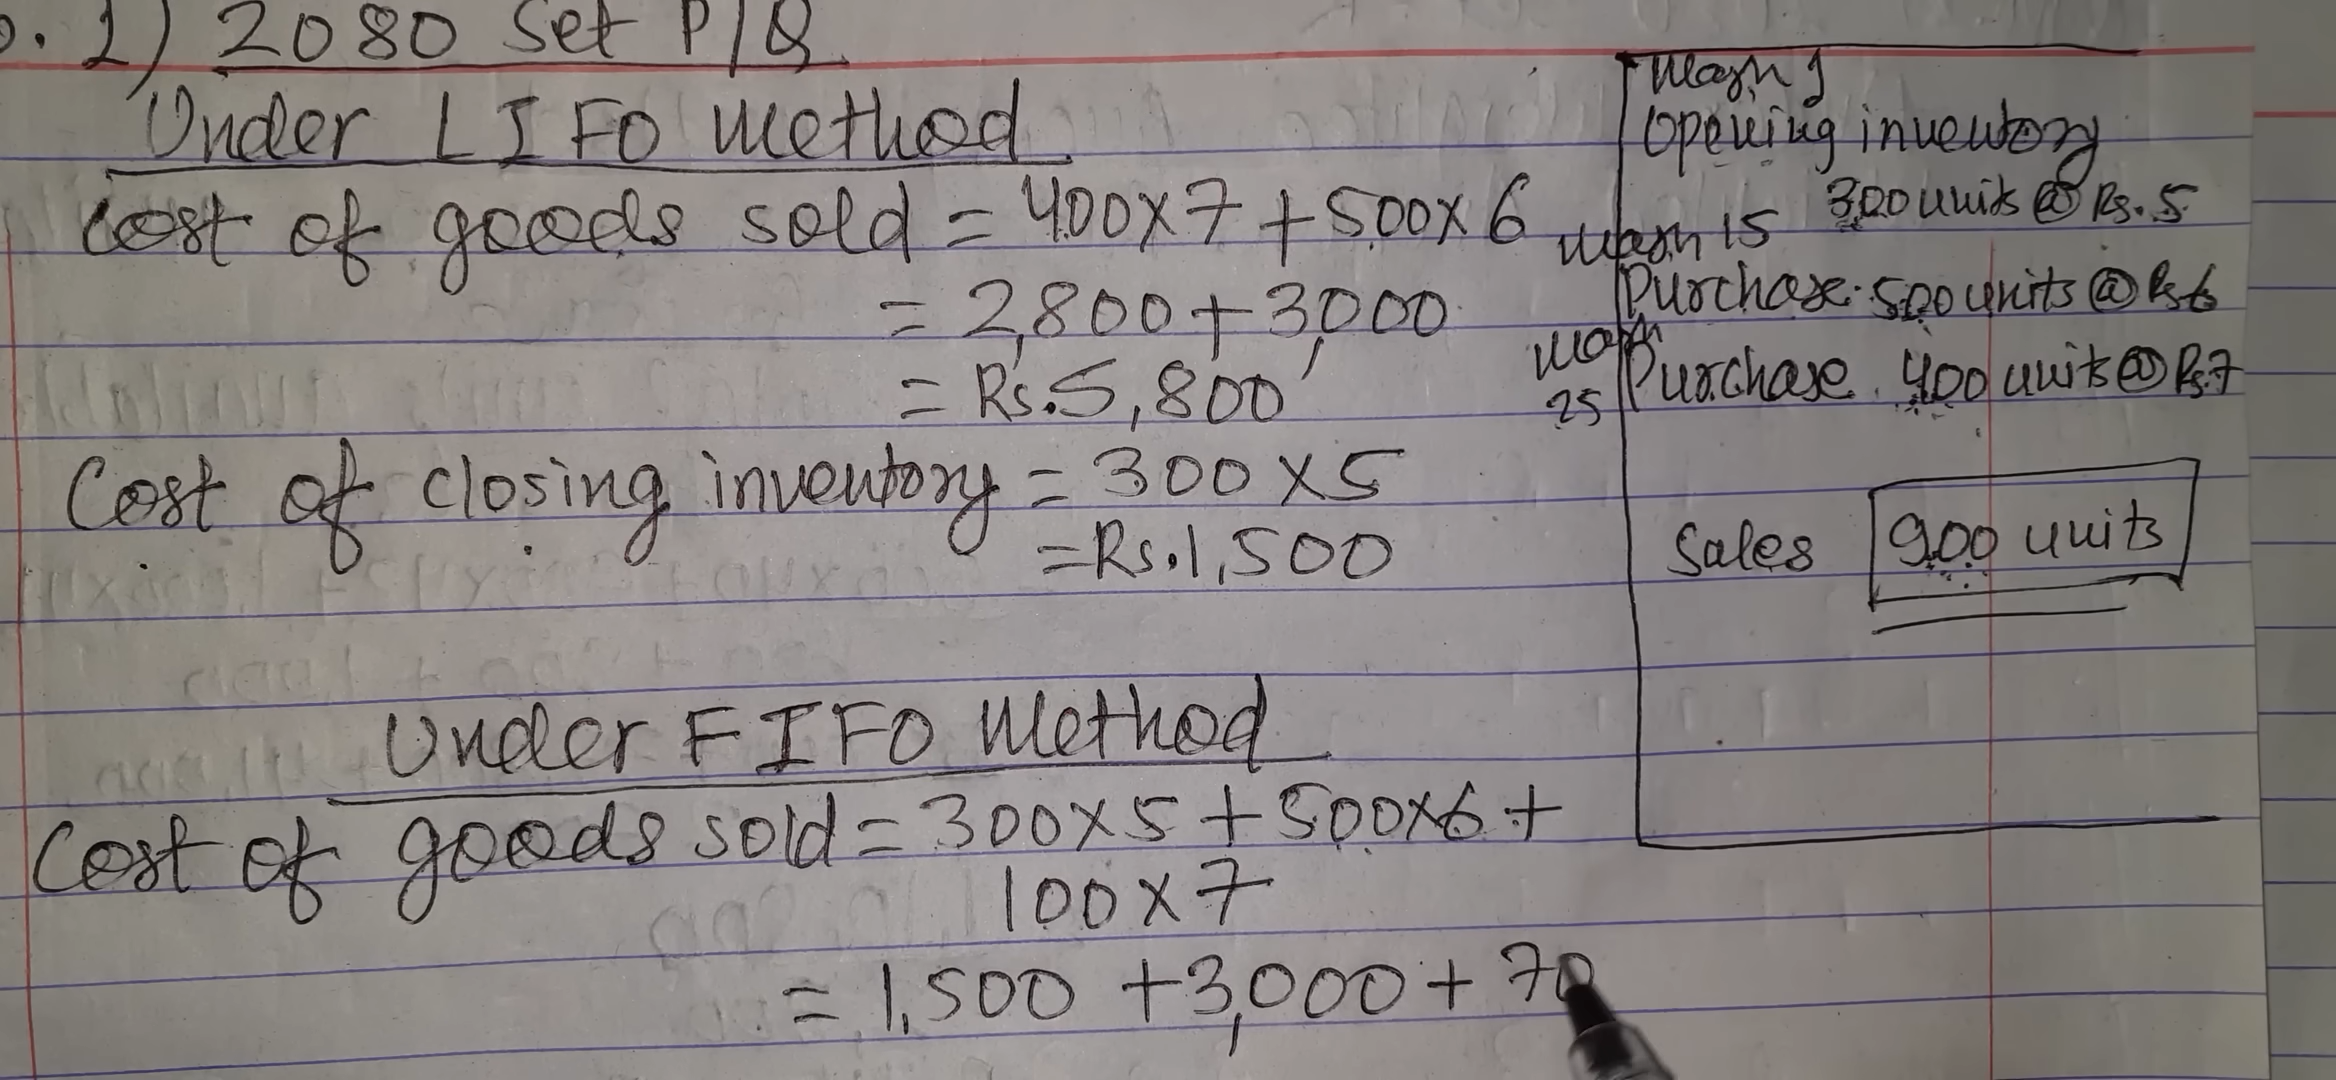 1) 2080 Set P/Q
Under LIFO Method
Cost of goods sold = 400×7 + 500×6
= 2,800 + 3,000
= Rs. 5,800
Cost of closing inventory = 300×5
= Rs. 1,500
Under FIFO Method
Cost of goods sold = 300×5 + 500×6 +
100×7
= 1,500 + 3,000 + 70
1
Opening inventory
300 units @ Rs. 5
15
Purchase 500 units @ Rs 6
25
Purchase 400 units @ Rs. 7
Sales 900 units